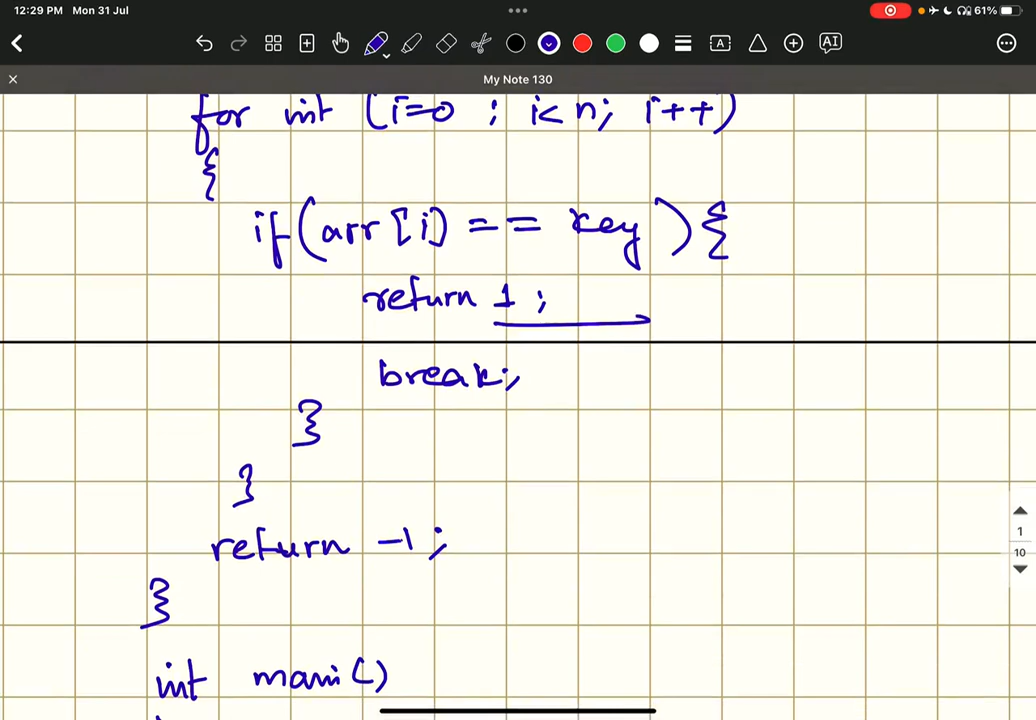 12:29 PM Mon 31 Jul
61%
A
AI
My Note 130
for int (i=0 ; i< n; i++)
{
if(arr[i] == key){
return 1 ;
break;
}
}
return -1 ;
}
1
10
int main()